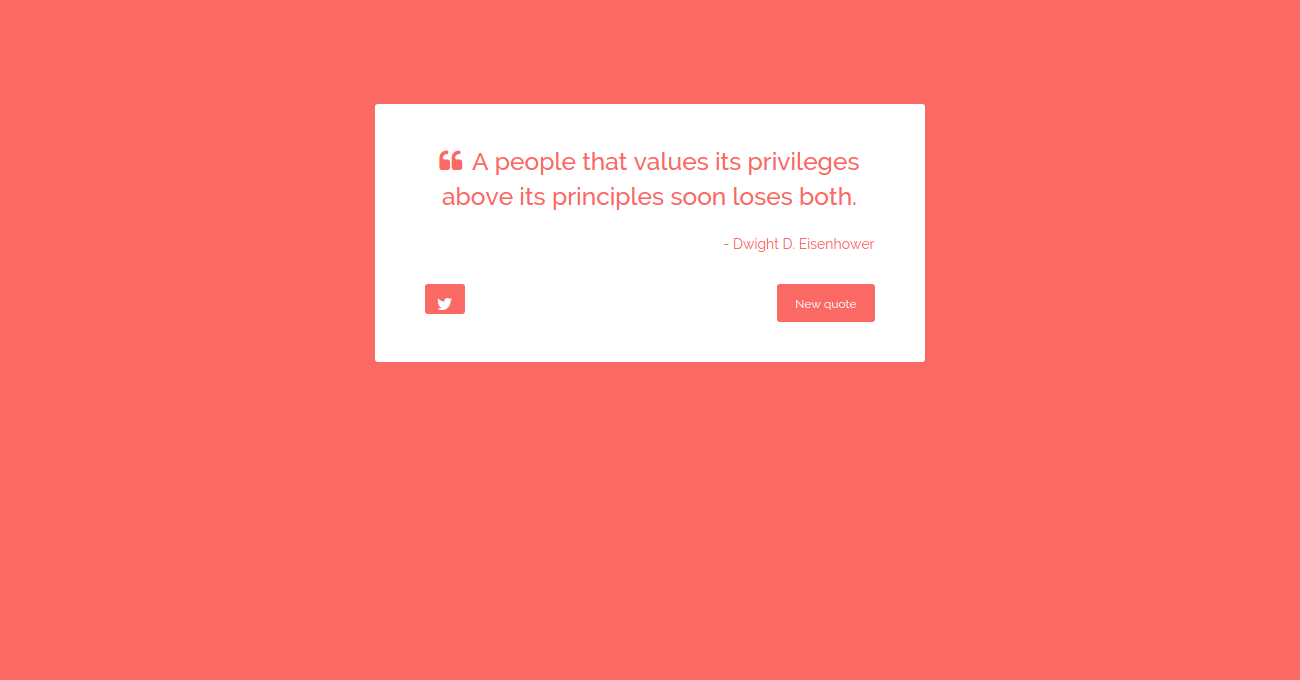 A people that values its privileges
above its principles soon loses both.
- Dwight D. Eisenhower
New quote